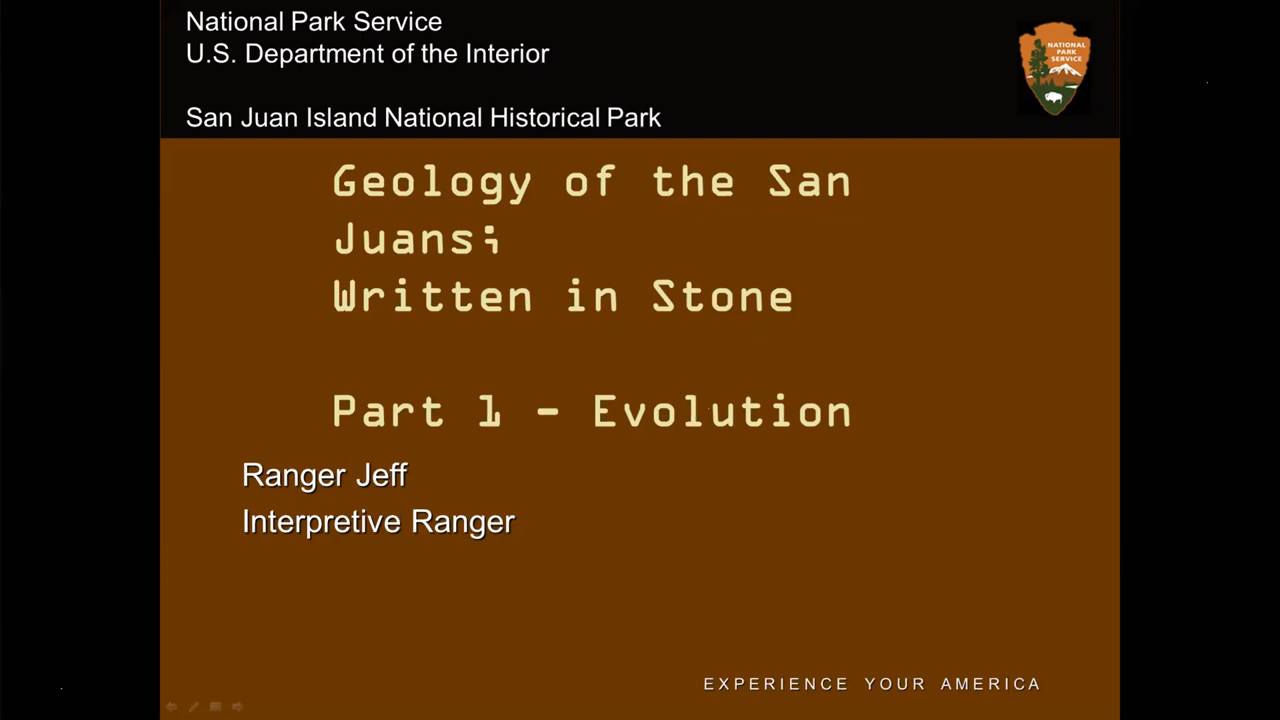 National Park Service
U.S. Department of the Interior
San Juan Island National Historical Park
NATIONAL
PARK
SERVICE
Geology of the San
Juans;
Written in Stone
Part 1 - Evolution
Ranger Jeff
Interpretive Ranger
EXPERIENCE YOUR AMERICA